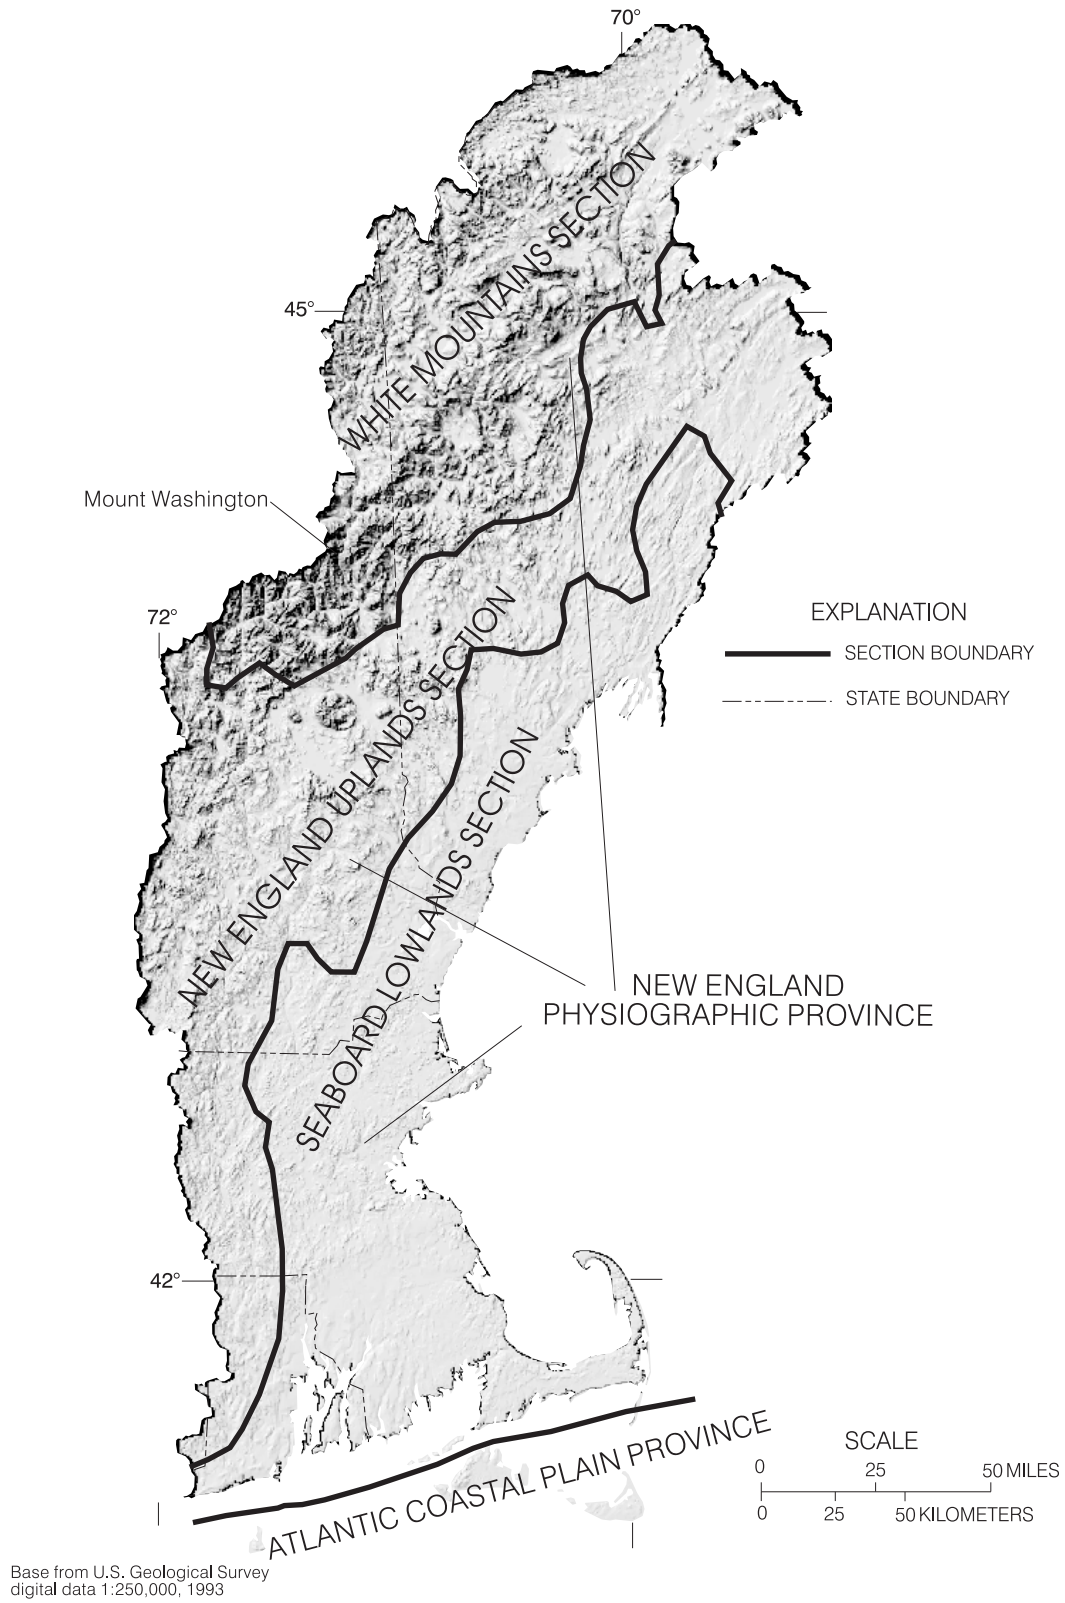 70°
WHITE MOUNTAINS SECTION
45°
Mount Washington
72°
EXPLANATION
SECTION BOUNDARY
STATE BOUNDARY
NEW ENGLAND UPLANDS SECTION
SEABOARD LOWLANDS SECTION
NEW ENGLAND
PHYSIOGRAPHIC PROVINCE
42°
ATLANTIC COASTAL PLAIN PROVINCE
SCALE
0 25 50 MILES
0 25 50 KILOMETERS
Base from U.S. Geological Survey
digital data 1:250,000, 1993